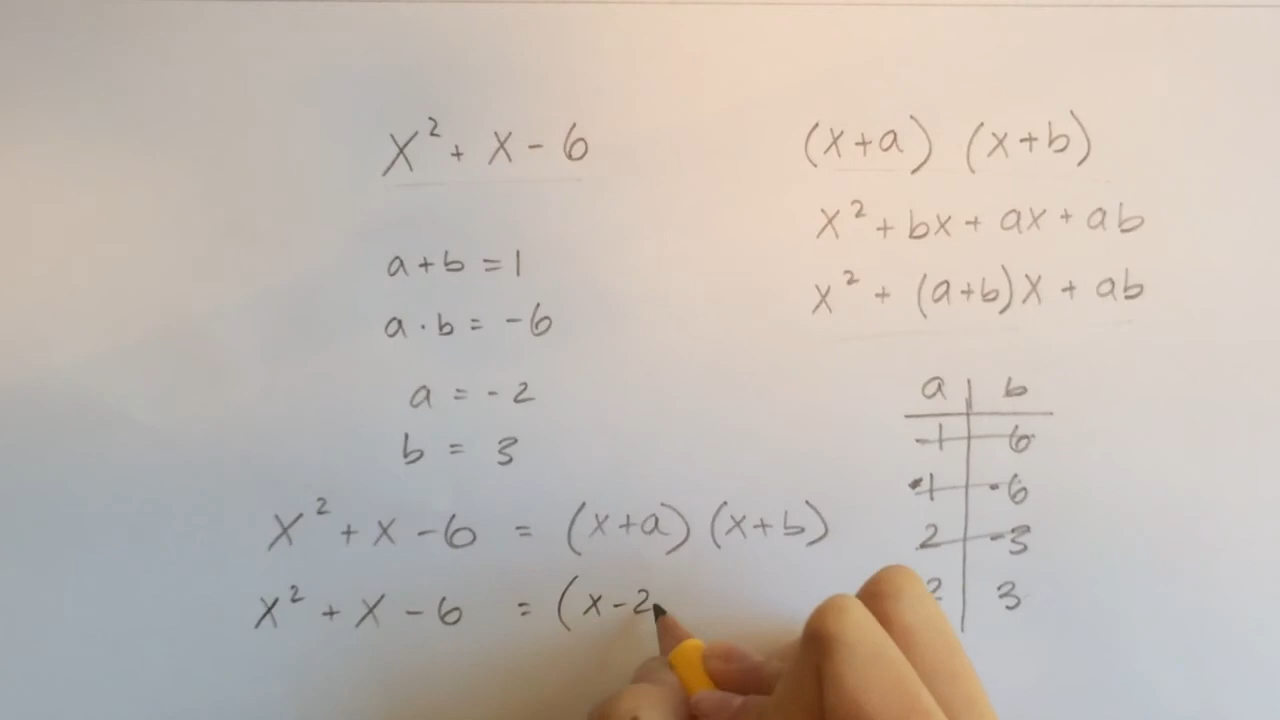 x² + x - 6
a + b = 1
a · b = -6
a = -2
b = 3
(x+a) (x+b)
x² + bx + ax + ab
x² + (a+b)x + ab
a | b
-1 | 6
1 | -6
2 | -3
2 | 3
x² + x - 6 = (x+a) (x+b)
x² + x - 6 = (x-2